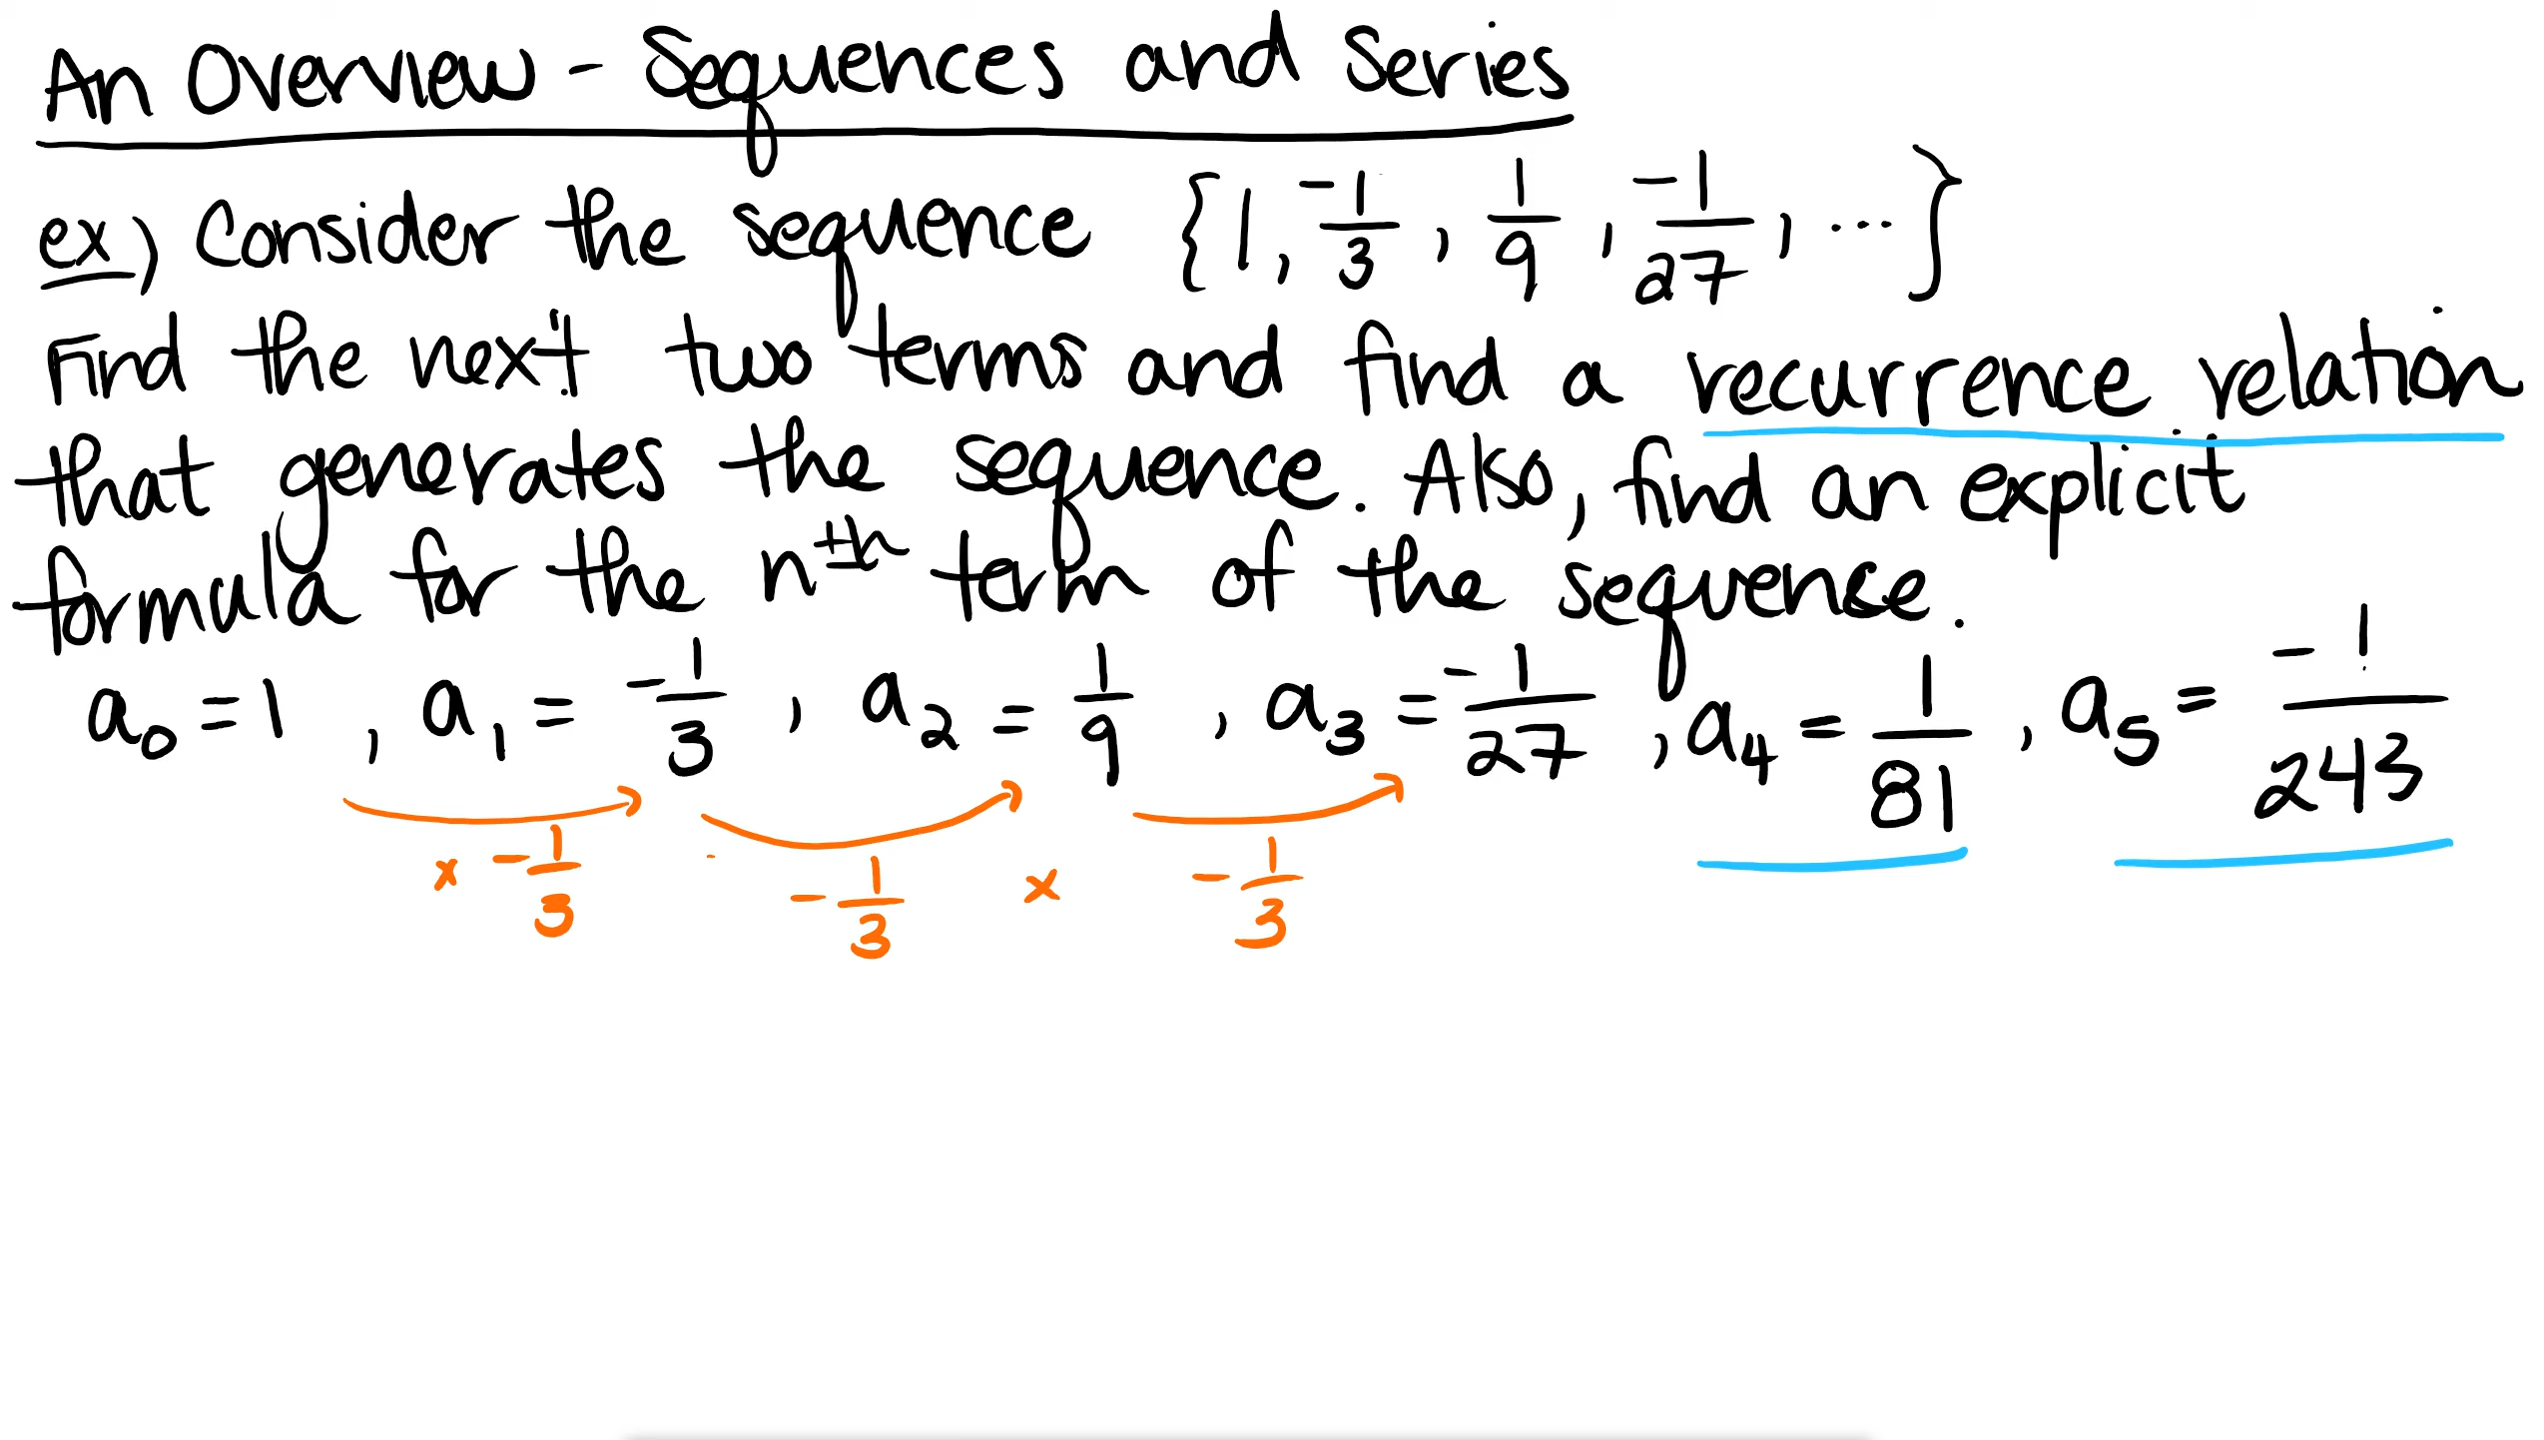 An Overview - Sequences and Series
ex) Consider the sequence {1, -1/3, 1/9, -1/27, ...}
Find the next two terms and find a recurrence relation
that generates the sequence. Also, find an explicit
formula for the nth term of the sequence.
a₀ = 1, a₁ = -1/3, a₂ = 1/9, a₃ = -1/27, a₄ = 1/81, a₅ = -1/243
x -1/3 -1/3 x -1/3